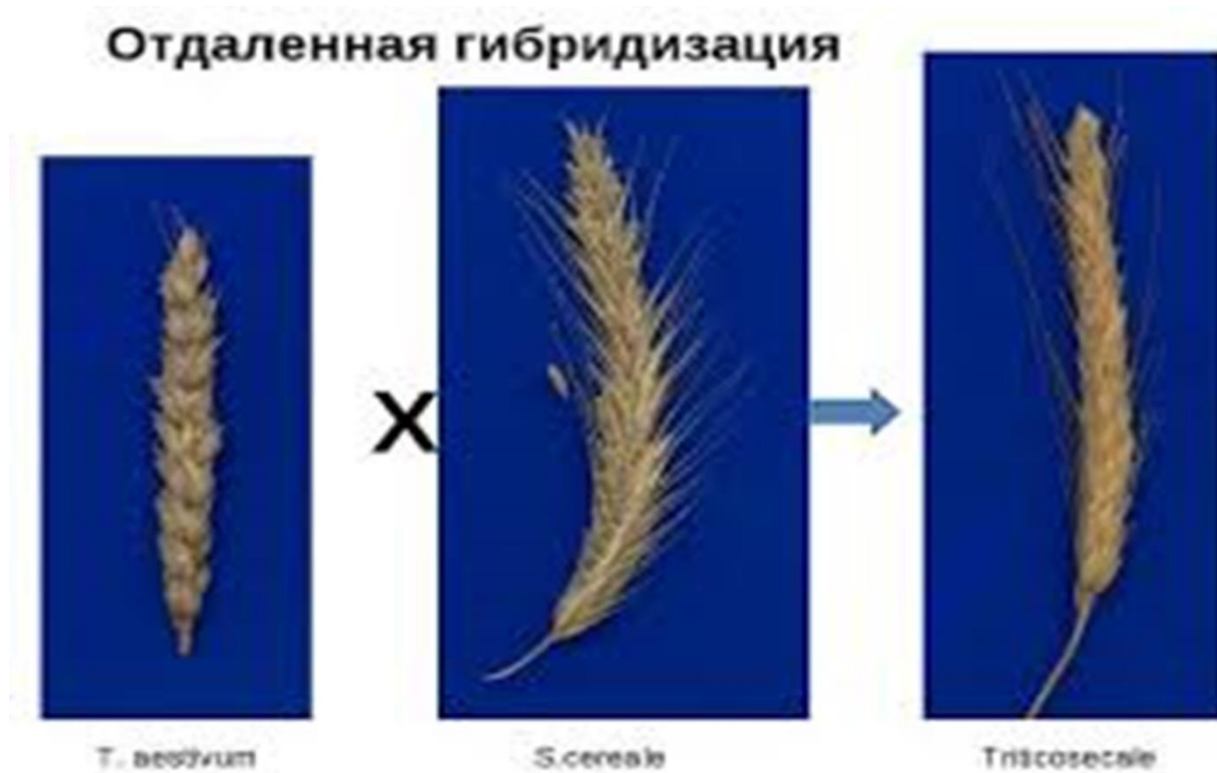 Отдаленная гибридизация
X
T. aestivum
S.cereale
Triticosecale